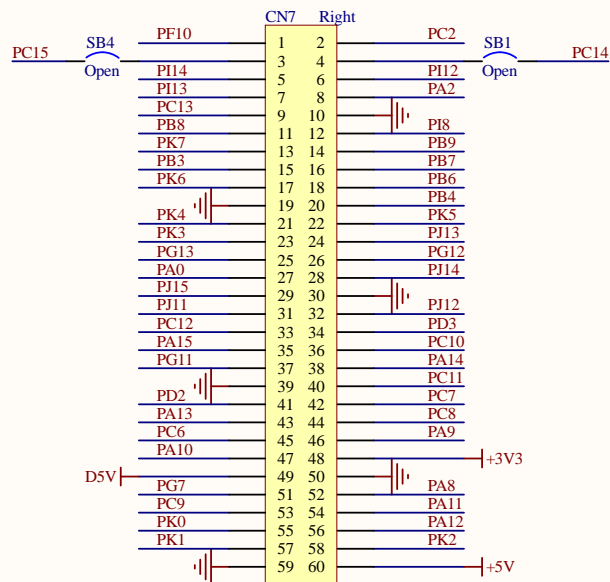 CN7 Right
PF10 1 2 PC2
PC15 SB4 Open 3 4 SB1 Open PC14
PI14 5 6 PI12
PI13 7 8 PA2
PC13 9 10
PB8 11 12 PI8
PK7 13 14 PB9
PB3 15 16 PB7
PK6 17 18 PB6
19 20 PB4
PK4 21 22 PK5
PK3 23 24 PJ13
PG13 25 26 PG12
PA0 27 28 PJ14
PJ15 29 30
PJ11 31 32 PJ12
PC12 33 34 PD3
PA15 35 36 PC10
PG11 37 38 PA14
39 40 PC11
PD2 41 42 PC7
PA13 43 44 PC8
PC6 45 46 PA9
PA10 47 48 +3V3
D5V 49 50
PG7 51 52 PA8
PC9 53 54 PA11
PK0 55 56 PA12
PK1 57 58 PK2
59 60 +5V